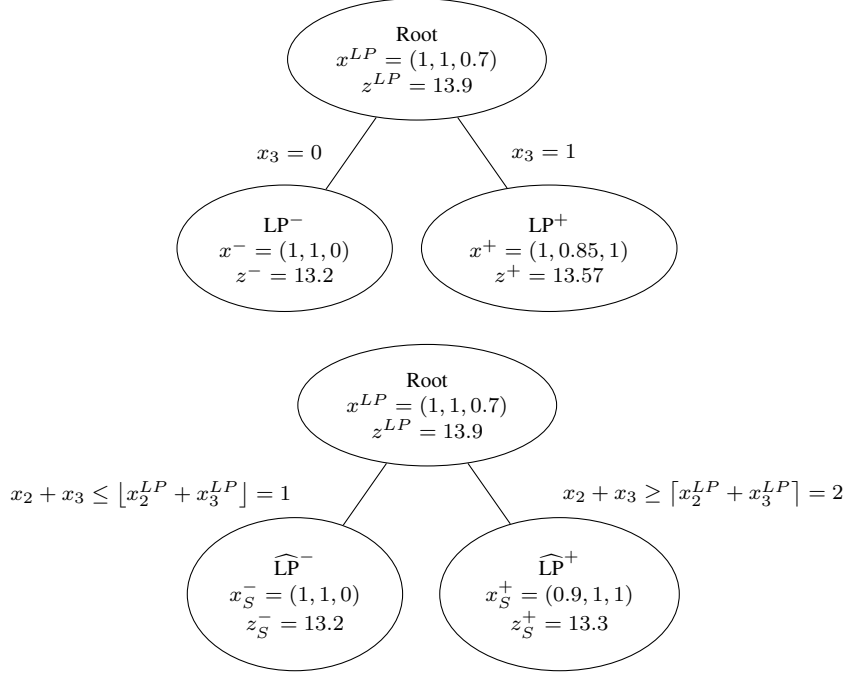 Root
x^{LP} = (1, 1, 0.7)
z^{LP} = 13.9
x_3 = 0
x_3 = 1
LP^−
x^− = (1, 1, 0)
z^− = 13.2
LP^+
x^+ = (1, 0.85, 1)
z^+ = 13.57
Root
x^{LP} = (1, 1, 0.7)
z^{LP} = 13.9
x_2 + x_3 ≤ ⌊x_2^{LP} + x_3^{LP}⌋ = 1
x_2 + x_3 ≥ ⌈x_2^{LP} + x_3^{LP}⌉ = 2
\widehat{LP}^−
x_S^− = (1, 1, 0)
z_S^− = 13.2
\widehat{LP}^+
x_S^+ = (0.9, 1, 1)
z_S^+ = 13.3